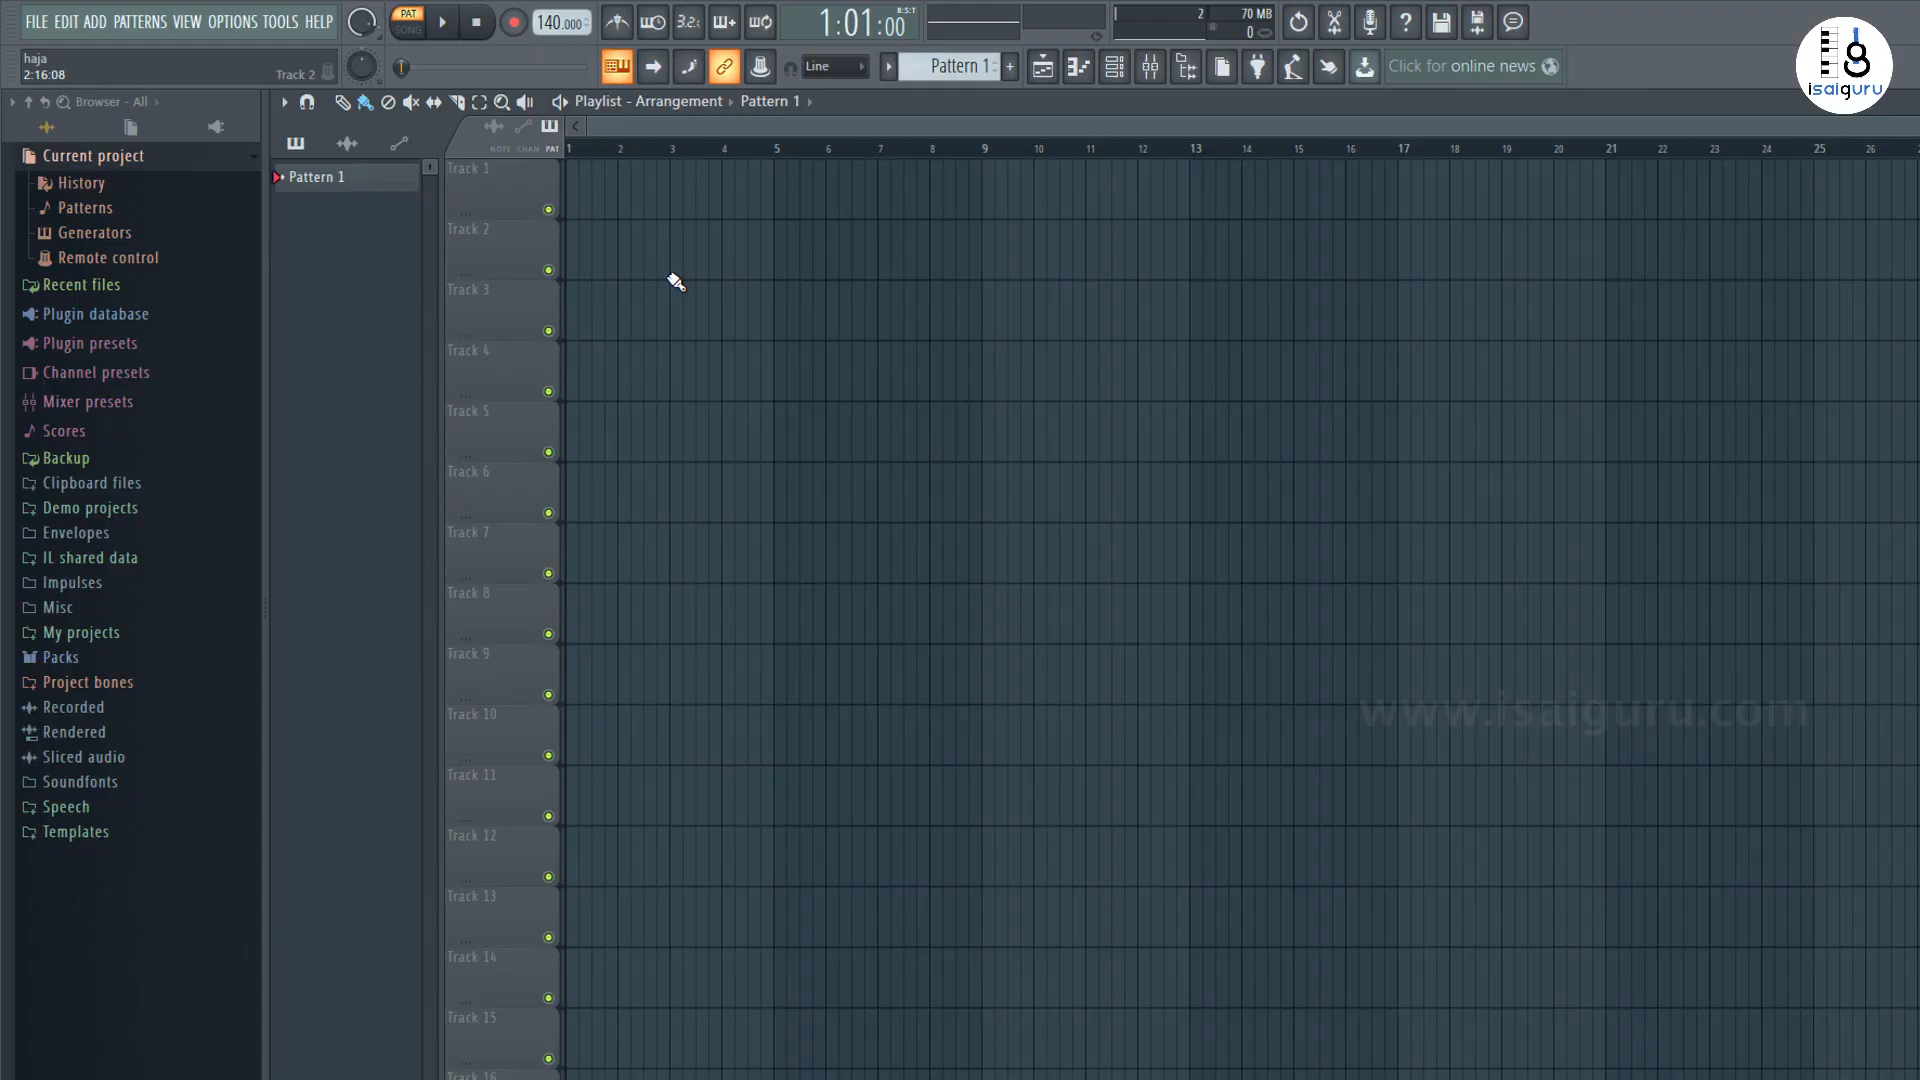 FILE EDIT ADD PATTERNS VIEW OPTIONS TOOLS HELP
PAT
SONG
140.000
3.2:
1:01:00
B:S:T
2
70 MB
0
haja
2:16:08
Track 2
Line
Pattern 1
+
Click for online news
isaiguru
Browser - All
Playlist - Arrangement › Pattern 1 ›
NOTE CHAN PAT
1 2 3 4 5 6 7 8 9 10 11 12 13 14 15 16 17 18 19 20 21 22 23 24 25 26
Current project
History
Patterns
Generators
Remote control
Recent files
Plugin database
Plugin presets
Channel presets
Mixer presets
Scores
Backup
Clipboard files
Demo projects
Envelopes
IL shared data
Impulses
Misc
My projects
Packs
Project bones
Recorded
Rendered
Sliced audio
Soundfonts
Speech
Templates
Pattern 1
Track 1
Track 2
Track 3
Track 4
Track 5
Track 6
Track 7
Track 8
Track 9
Track 10
Track 11
Track 12
Track 13
Track 14
Track 15
Track 16
www.isaiguru.com